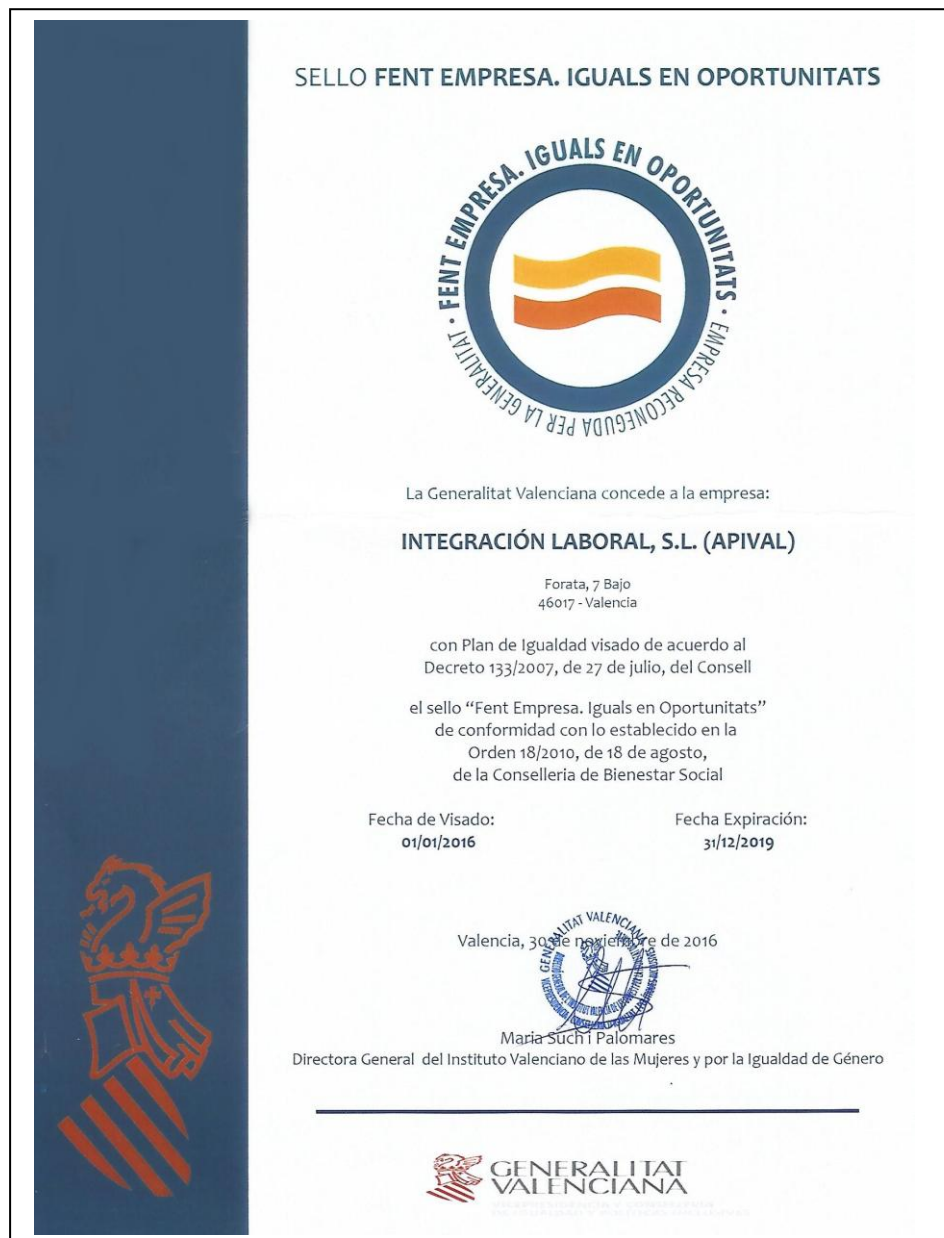 SELLO FENT EMPRESA. IGUALS EN OPORTUNITATS
FENT EMPRESA. IGUALS EN OPORTUNITATS · EMPRESA RECONEGUDA PER LA GENERALITAT ·
La Generalitat Valenciana concede a la empresa:
INTEGRACIÓN LABORAL, S.L. (APIVAL)
Forata, 7 Bajo
46017 - Valencia
con Plan de Igualdad visado de acuerdo al
Decreto 133/2007, de 27 de julio, del Consell
el sello “Fent Empresa. Iguals en Oportunitats”
de conformidad con lo establecido en la
Orden 18/2010, de 18 de agosto,
de la Conselleria de Bienestar Social
Fecha de Visado: Fecha Expiración:
01/01/2016 31/12/2019
GENERALITAT VALENCIANA
Valencia, 30 de noviembre de 2016
Maria Such i Palomares
Directora General del Instituto Valenciano de las Mujeres y por la Igualdad de Género
GENERALITAT
VALENCIANA